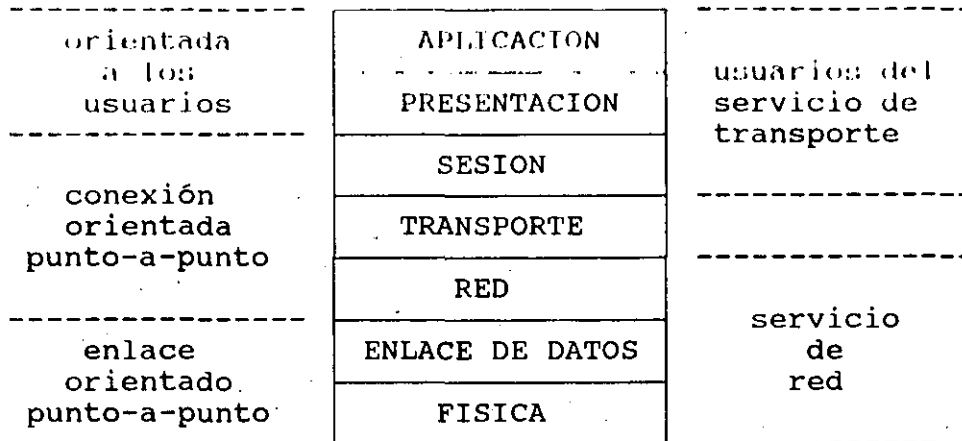 orientada
a los
usuarios
conexión
orientada
punto-a-punto
enlace
orientado
punto-a-punto
APLICACION
PRESENTACION
SESION
TRANSPORTE
RED
ENLACE DE DATOS
FISICA
usuarios del
servicio de
transporte
servicio
de
red